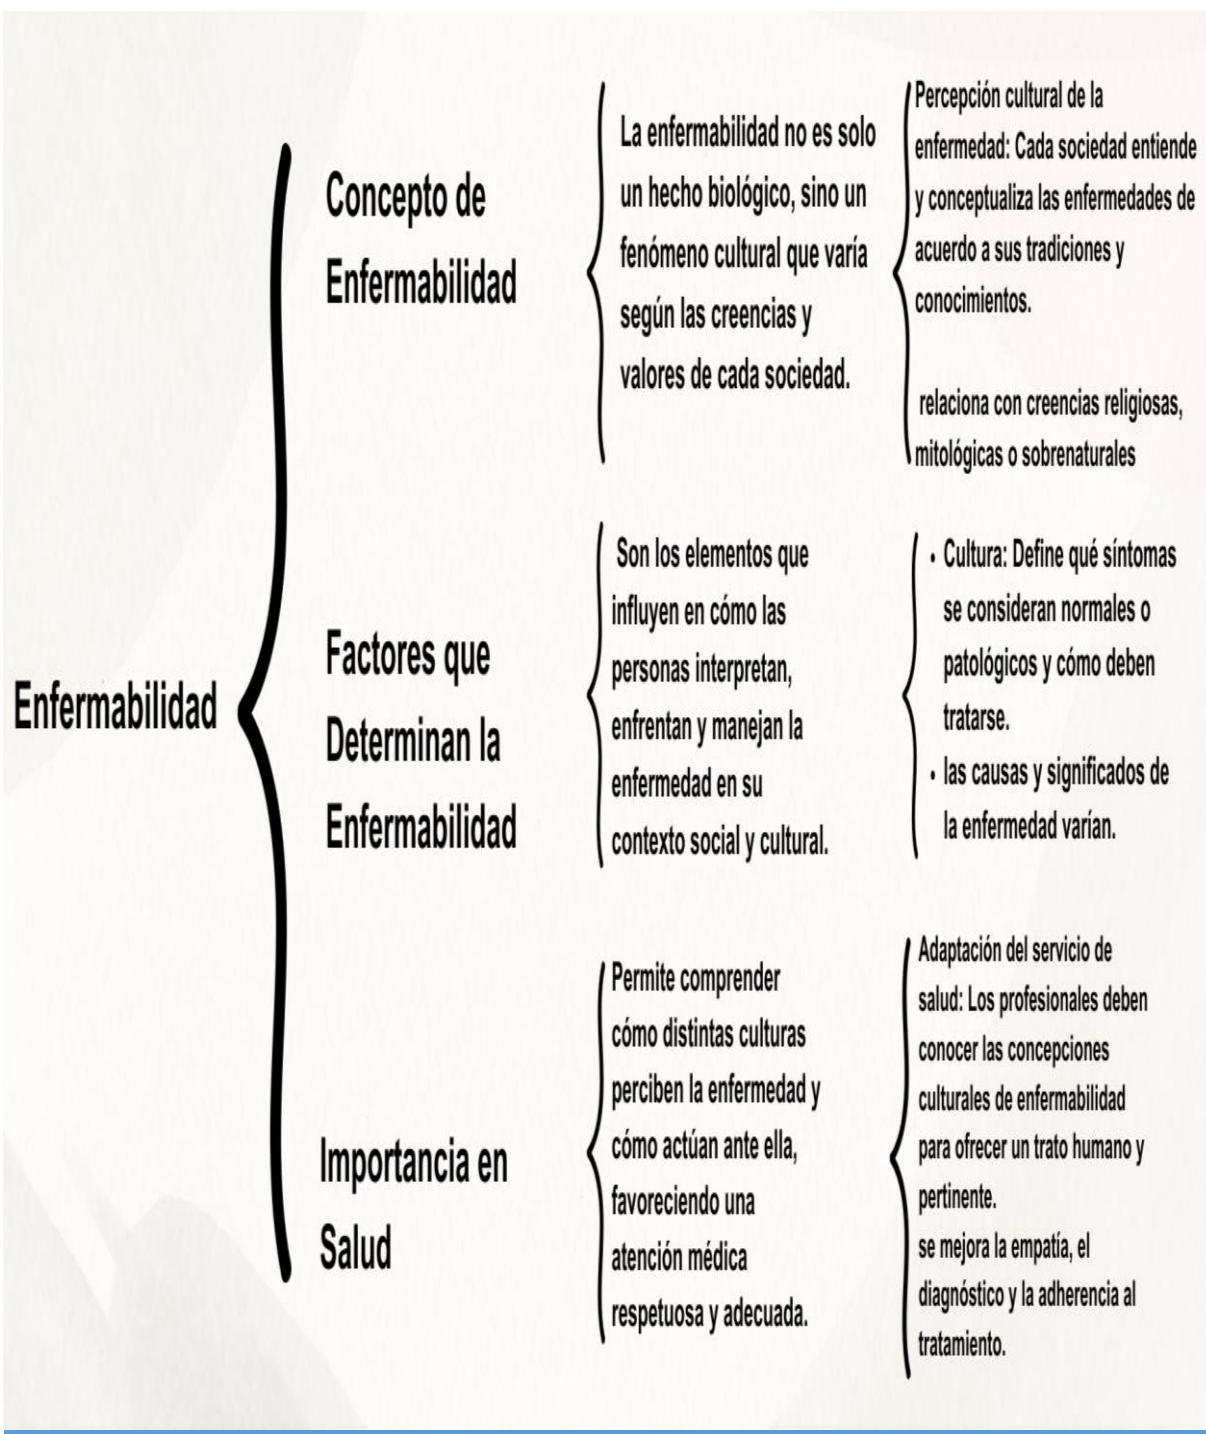 Enfermabilidad
Concepto de
Enfermabilidad
La enfermabilidad no es solo
un hecho biológico, sino un
fenómeno cultural que varía
según las creencias y
valores de cada sociedad.
Percepción cultural de la
enfermedad: Cada sociedad entiende
y conceptualiza las enfermedades de
acuerdo a sus tradiciones y
conocimientos.
relaciona con creencias religiosas,
mitológicas o sobrenaturales
Factores que
Determinan la
Enfermabilidad
Son los elementos que
influyen en cómo las
personas interpretan,
enfrentan y manejan la
enfermedad en su
contexto social y cultural.
• Cultura: Define qué síntomas
se consideran normales o
patológicos y cómo deben
tratarse.
• las causas y significados de
la enfermedad varían.
Importancia en
Salud
Permite comprender
cómo distintas culturas
perciben la enfermedad y
cómo actúan ante ella,
favoreciendo una
atención médica
respetuosa y adecuada.
Adaptación del servicio de
salud: Los profesionales deben
conocer las concepciones
culturales de enfermabilidad
para ofrecer un trato humano y
pertinente.
se mejora la empatía, el
diagnóstico y la adherencia al
tratamiento.